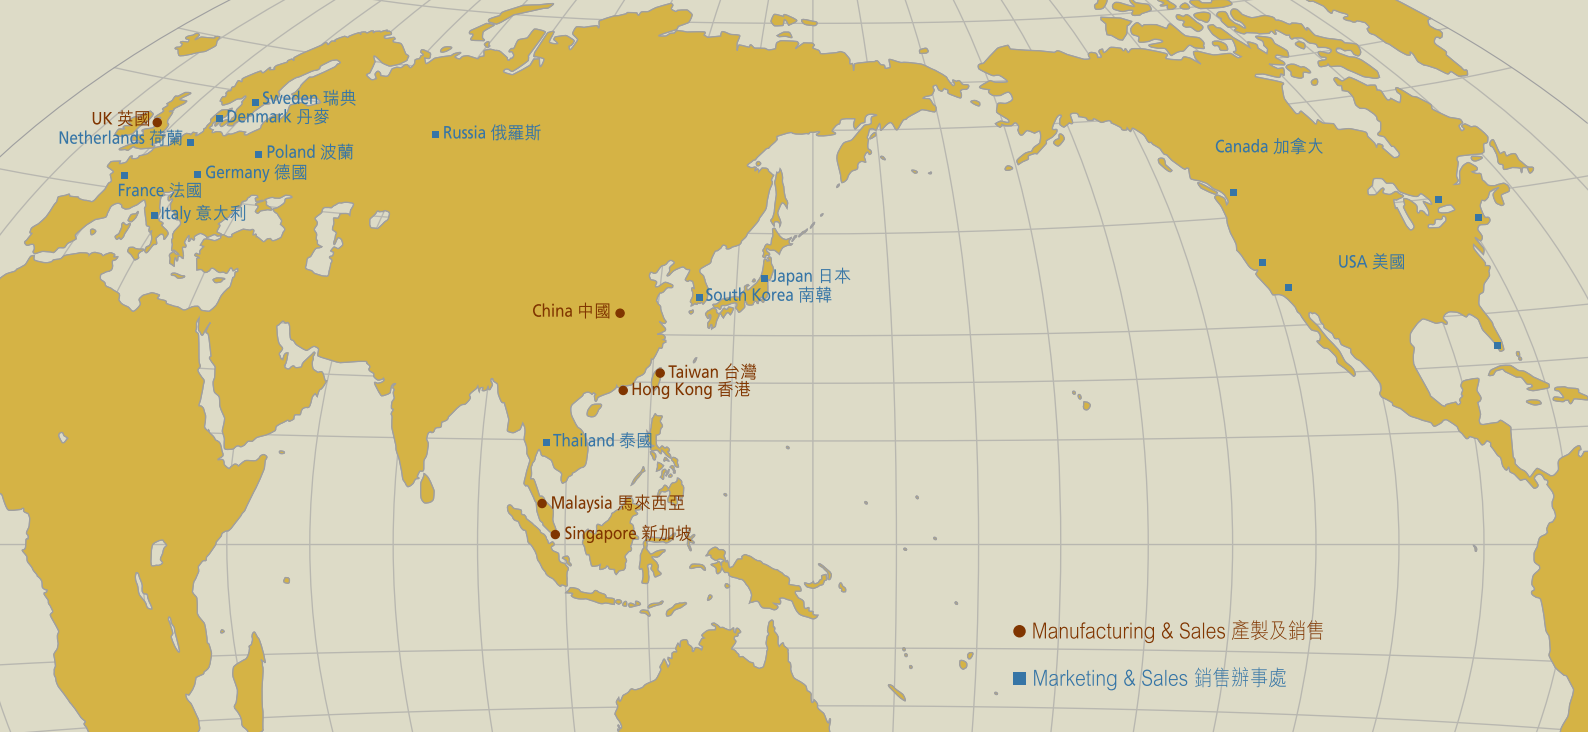 Sweden 瑞典
UK 英國
Denmark 丹麥
Netherlands 荷蘭
Russia 俄羅斯
Canada 加拿大
Poland 波蘭
Germany 德國
France 法國
Italy 意大利
USA 美國
Japan 日本
South Korea 南韓
China 中國
Taiwan 台灣
Hong Kong 香港
Thailand 泰國
Malaysia 馬來西亞
Singapore 新加坡
Manufacturing & Sales 產製及銷售
Marketing & Sales 銷售辦事處